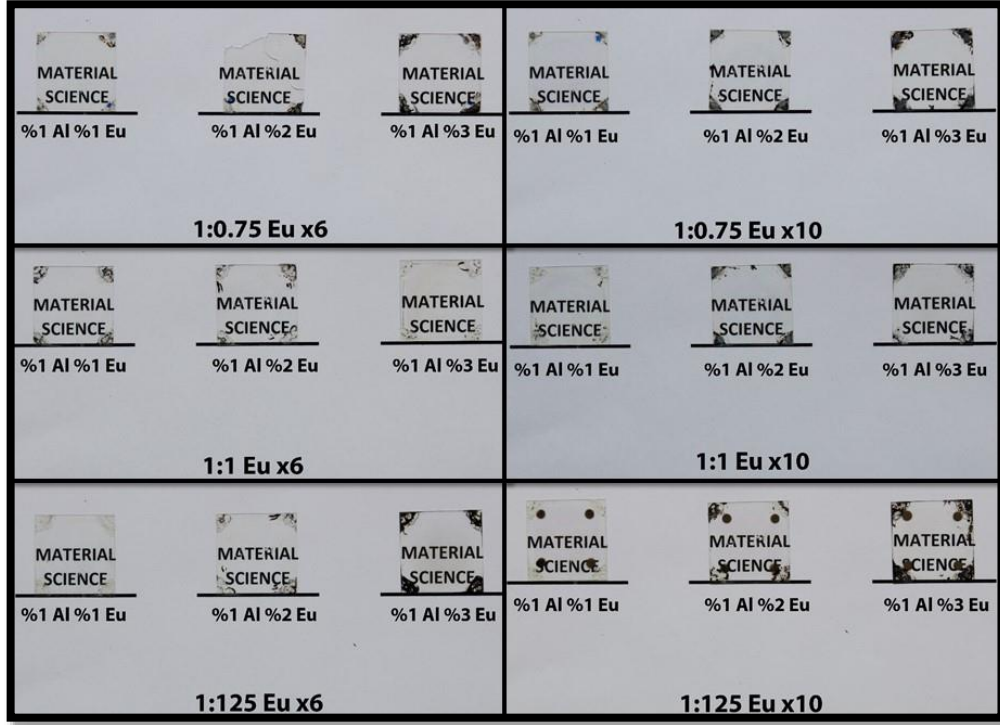 MATERIAL MATERIAL MATERIAL
SCIENCE SCIENCE SCIENCE
%1 Al %1 Eu %1 Al %2 Eu %1 Al %3 Eu
1:0.75 Eu x6
MATERIAL MATERIAL MATERIAL
SCIENCE SCIENCE SCIENCE
%1 Al %1 Eu %1 Al %2 Eu %1 Al %3 Eu
1:0.75 Eu x10
MATERIAL MATERIAL MATERIAL
SCIENCE SCIENCE SCIENCE
%1 Al %1 Eu %1 Al %2 Eu %1 Al %3 Eu
1:1 Eu x6
MATERIAL MATERIAL MATERIAL
SCIENCE SCIENCE SCIENCE
%1 Al %1 Eu %1 Al %2 Eu %1 Al %3 Eu
1:1 Eu x10
MATERIAL MATERIAL MATERIAL
SCIENCE SCIENCE SCIENCE
%1 Al %1 Eu %1 Al %2 Eu %1 Al %3 Eu
1:125 Eu x6
MATERIAL MATERIAL MATERIAL
SCIENCE SCIENCE SCIENCE
%1 Al %1 Eu %1 Al %2 Eu %1 Al %3 Eu
1:125 Eu x10